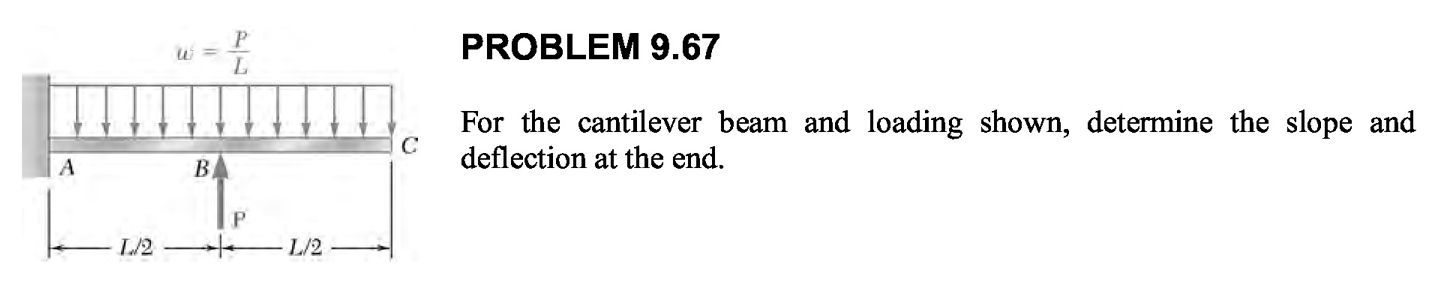 w = P/L
A
B
C
P
L/2
L/2
PROBLEM 9.67
For the cantilever beam and loading shown, determine the slope and
deflection at the end.